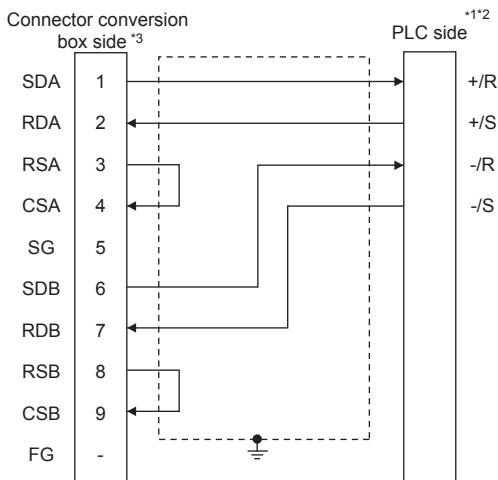 Connector conversion
box side *3
*1*2
PLC side
SDA 1 +/R
RDA 2 +/S
RSA 3 -/R
CSA 4 -/S
SG 5
SDB 6
RDB 7
RSB 8
CSB 9
FG -